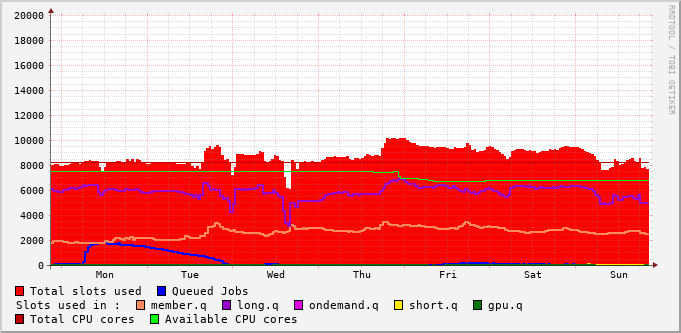 RRDTOOL / TOBI OETIKER
20000
18000
16000
14000
12000
10000
8000
6000
4000
2000
0
Mon Tue Wed Thu Fri Sat Sun
Total slots used Queued Jobs
Slots used in : member.q long.q ondemand.q short.q gpu.q
Total CPU cores Available CPU cores